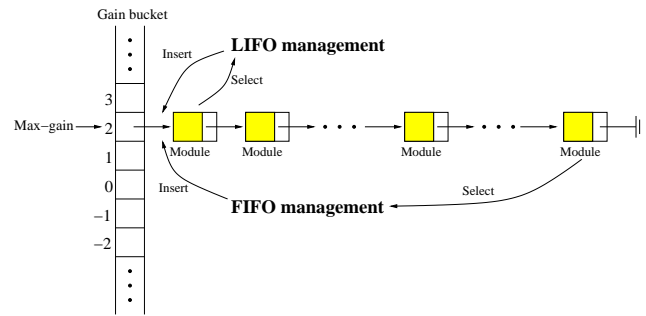 Gain bucket
LIFO management
Insert
Select
3
Max−gain
2
Module
Module
Module
Module
1
0
Insert
Select
FIFO management
−1
−2